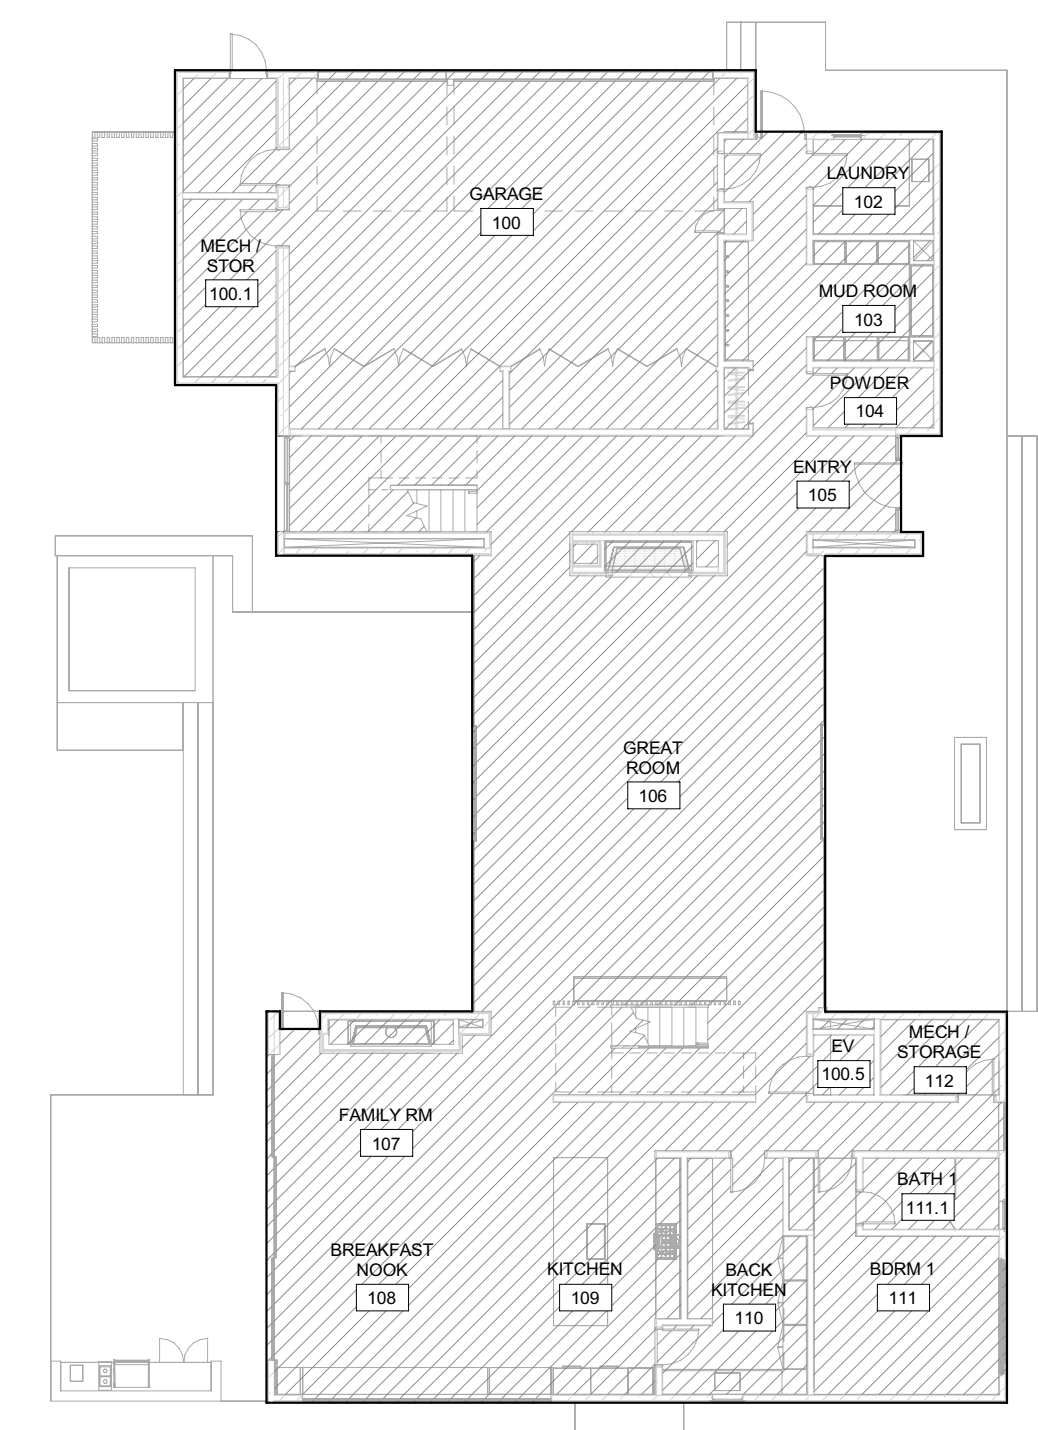 GARAGE
100
LAUNDRY
102
MECH /
STOR
100.1
MUD ROOM
103
POWDER
104
ENTRY
105
GREAT
ROOM
106
EV
100.5
MECH /
STORAGE
112
FAMILY RM
107
BATH 1
111.1
BREAKFAST
NOOK
108
KITCHEN
109
BACK
KITCHEN
110
BDRM 1
111